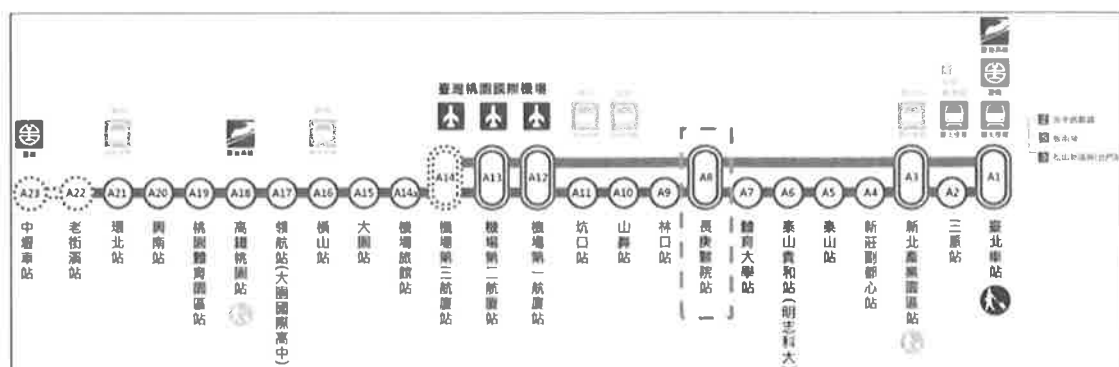 臺灣桃園國際機場
臺鐵
A23
A22
A21
A20
A19
A18
A17
A16
A15
A14a
A14
A13
A12
A11
A10
A9
A8
A7
A6
A5
A4
A3
A2
A1
中壢車站
老街溪站
環北站
興南站
桃園體育園區站
高鐵桃園站
領航站(大園國際高中)
橫山站
大園站
機場旅館站
機場第三航廈站
機場第二航廈站
機場第一航廈站
坑口站
山鼻站
林口站
長庚醫院站
體育大學站
泰山貴和站(明志科大
泰山站
新莊副都心站
新北產業園區站
三重站
臺北車站
板南線